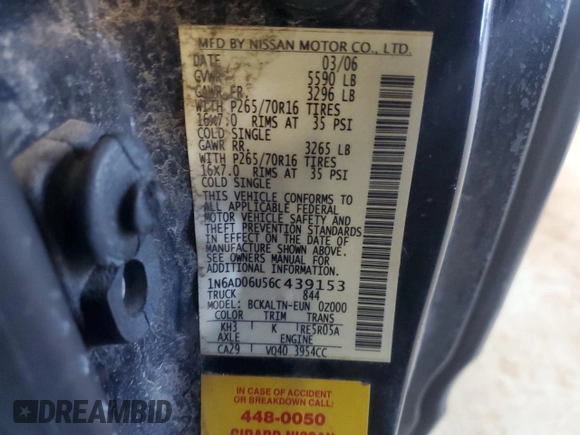 MFD BY NISSAN MOTOR CO., LTD.
DATE 03/06
GVWR 5590 LB
GAWR FR. 3296 LB
WITH P265/70R16 TIRES
16x7.0 RIMS AT 35 PSI
COLD SINGLE
GAWR RR. 3265 LB
WITH P265/70R16 TIRES
16X7.0 RIMS AT 35 PSI
COLD SINGLE
THIS VEHICLE CONFORMS TO
ALL APPLICABLE FEDERAL
MOTOR VEHICLE SAFETY AND
THEFT PREVENTION STANDARDS
IN EFFECT ON THE DATE OF
MANUFACTURE SHOWN ABOVE.
SEE OWNERS MANUAL FOR
ADDITIONAL INFORMATION.
1N6AD06U56C439153
TRUCK 844
MODEL: BCKALTN-EUN 0Z000
COLOR TRIM TRANS
KH3 K RE5R05A
AXLE ENGINE
CA29 VQ40 3954CC
IN CASE OF ACCIDENT
OR BREAKDOWN CALL:
448-0050
GIRARD NISSAN
DREAMBID